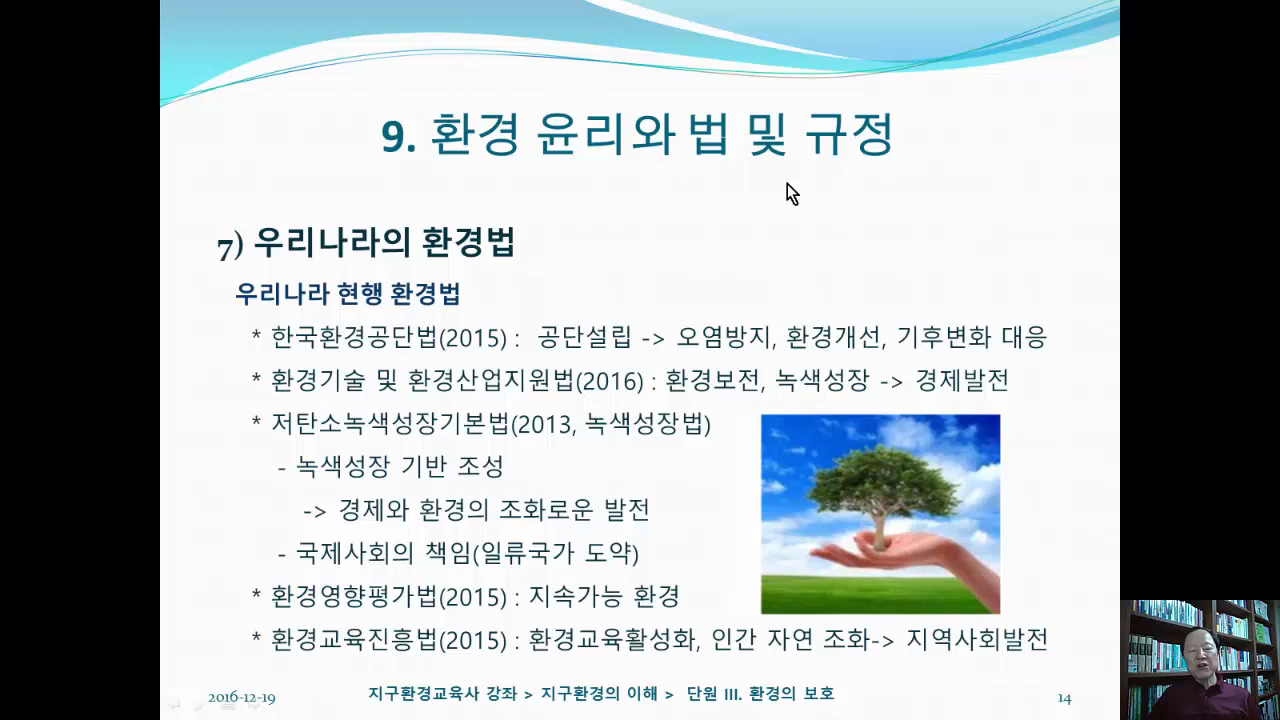 9. 환경 윤리와 법 및 규정
7) 우리나라의 환경법
우리나라 현행 환경법
* 한국환경공단법(2015) : 공단설립 -> 오염방지, 환경개선, 기후변화 대응
* 환경기술 및 환경산업지원법(2016) : 환경보전, 녹색성장 -> 경제발전
* 저탄소녹색성장기본법(2013, 녹색성장법)
- 녹색성장 기반 조성
-> 경제와 환경의 조화로운 발전
- 국제사회의 책임(일류국가 도약)
* 환경영향평가법(2015) : 지속가능 환경
* 환경교육진흥법(2015) : 환경교육활성화, 인간 자연 조화-> 지역사회발전
2016-12-19 지구환경교육사 강좌 > 지구환경의 이해 > 단원 III. 환경의 보호 14